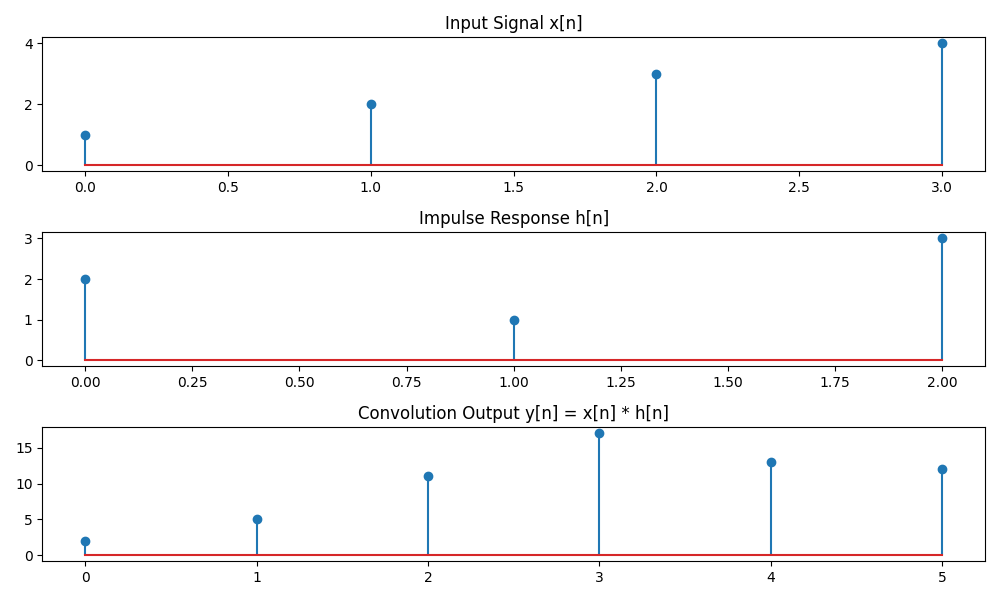 Input Signal x[n]
4
2
0
0.0 0.5 1.0 1.5 2.0 2.5 3.0
Impulse Response h[n]
3
2
1
0
0.00 0.25 0.50 0.75 1.00 1.25 1.50 1.75 2.00
Convolution Output y[n] = x[n] * h[n]
15
10
5
0
0 1 2 3 4 5